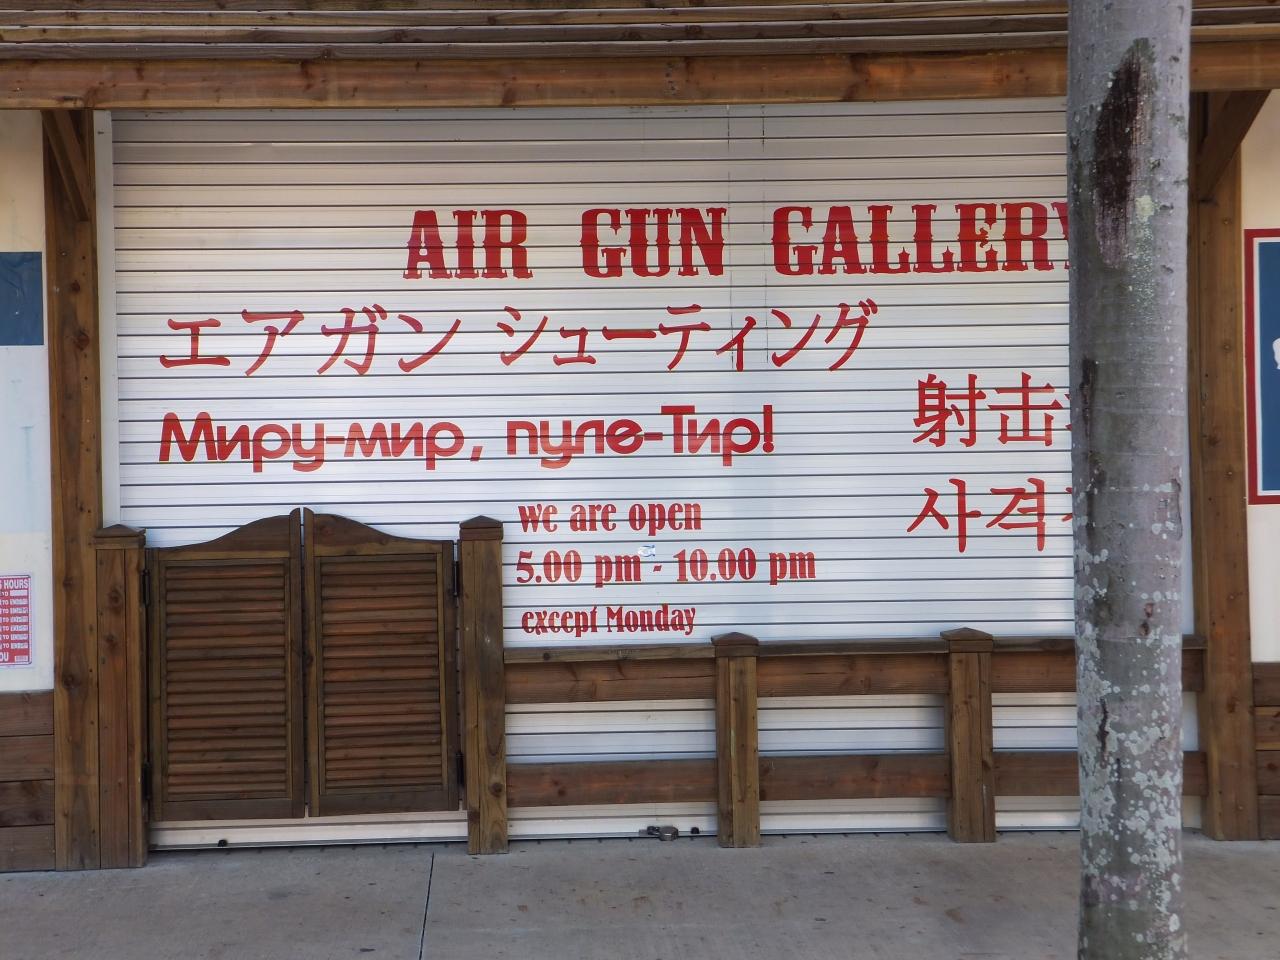 AIR GUN GALLERY
エアガン シューティング
Миру-мир, пуле-Тир!
射击
사격
we are open
5.00 pm - 10.00 pm
except Monday
HOURS